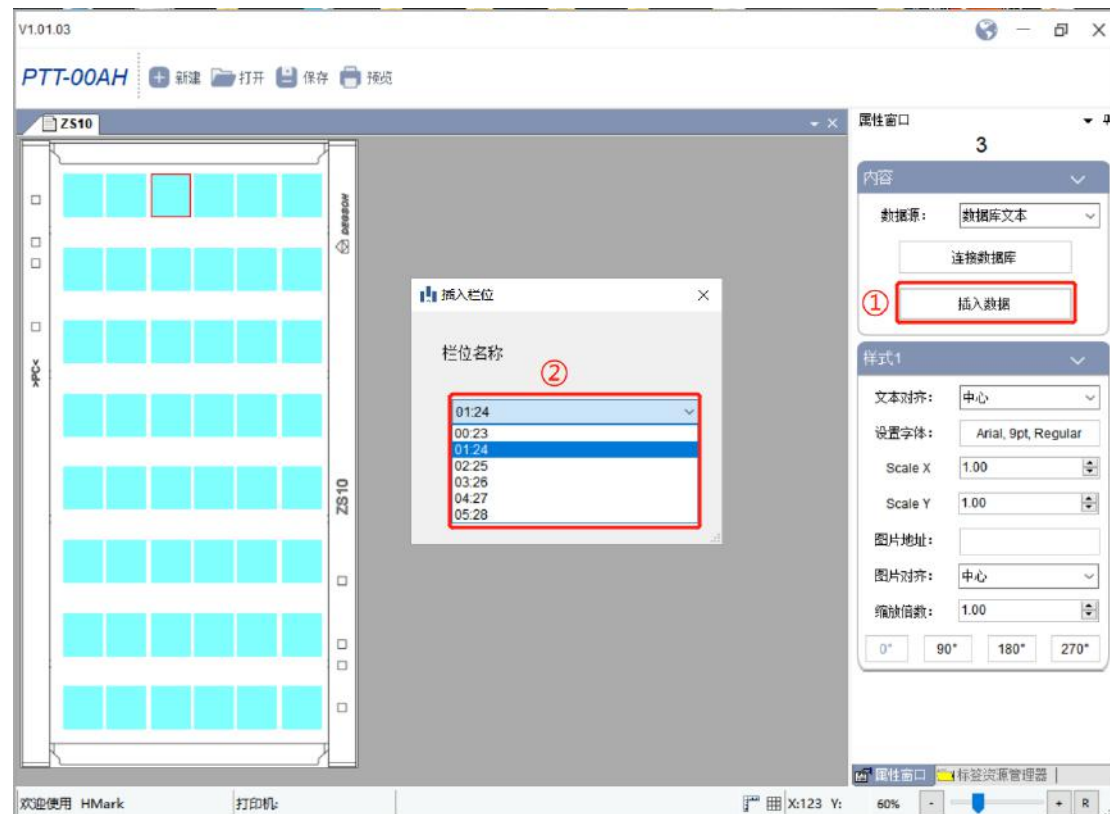 V1.01.03
PTT-00AH 新建 打开 保存 预览
ZS10
DEGSON
>PC<
ZS10
插入栏位
栏位名称
②
01:24
00:23
01:24
02:25
03:26
04:27
05:28
属性窗口
3
内容
数据源: 数据库文本
连接数据库
① 插入数据
样式1
文本对齐: 中心
设置字体: Arial, 9pt, Regular
Scale X 1.00
Scale Y 1.00
图片地址:
图片对齐: 中心
缩放倍数: 1.00
0° 90° 180° 270°
属性窗口 标签资源管理器
欢迎使用 HMark 打印机: X:123 Y: 60% - + R